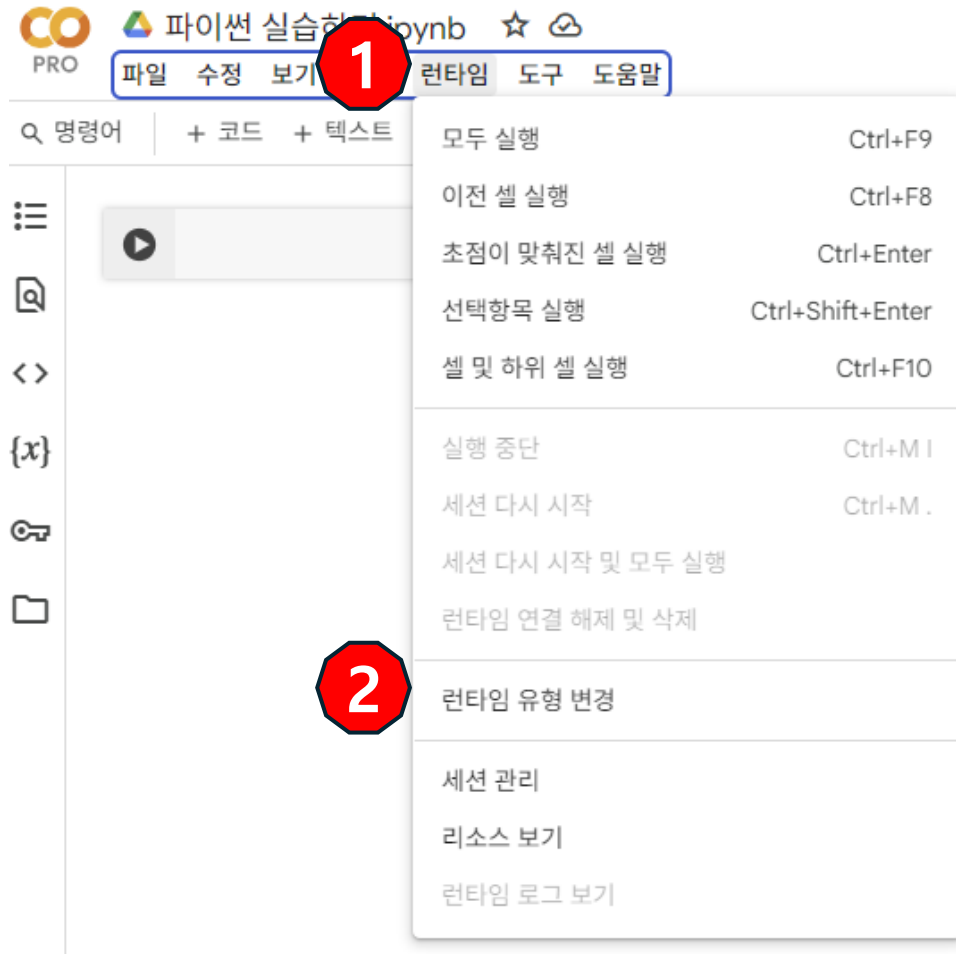 CO 파이썬 실습하기.ipynb
PRO
파일 수정 보기 1 런타임 도구 도움말
명령어 + 코드 + 텍스트
모두 실행 Ctrl+F9
이전 셀 실행 Ctrl+F8
초점이 맞춰진 셀 실행 Ctrl+Enter
선택항목 실행 Ctrl+Shift+Enter
셀 및 하위 셀 실행 Ctrl+F10
{x}
실행 중단 Ctrl+M I
세션 다시 시작 Ctrl+M .
세션 다시 시작 및 모두 실행
런타임 연결 해제 및 삭제
2 런타임 유형 변경
세션 관리
리소스 보기
런타임 로그 보기